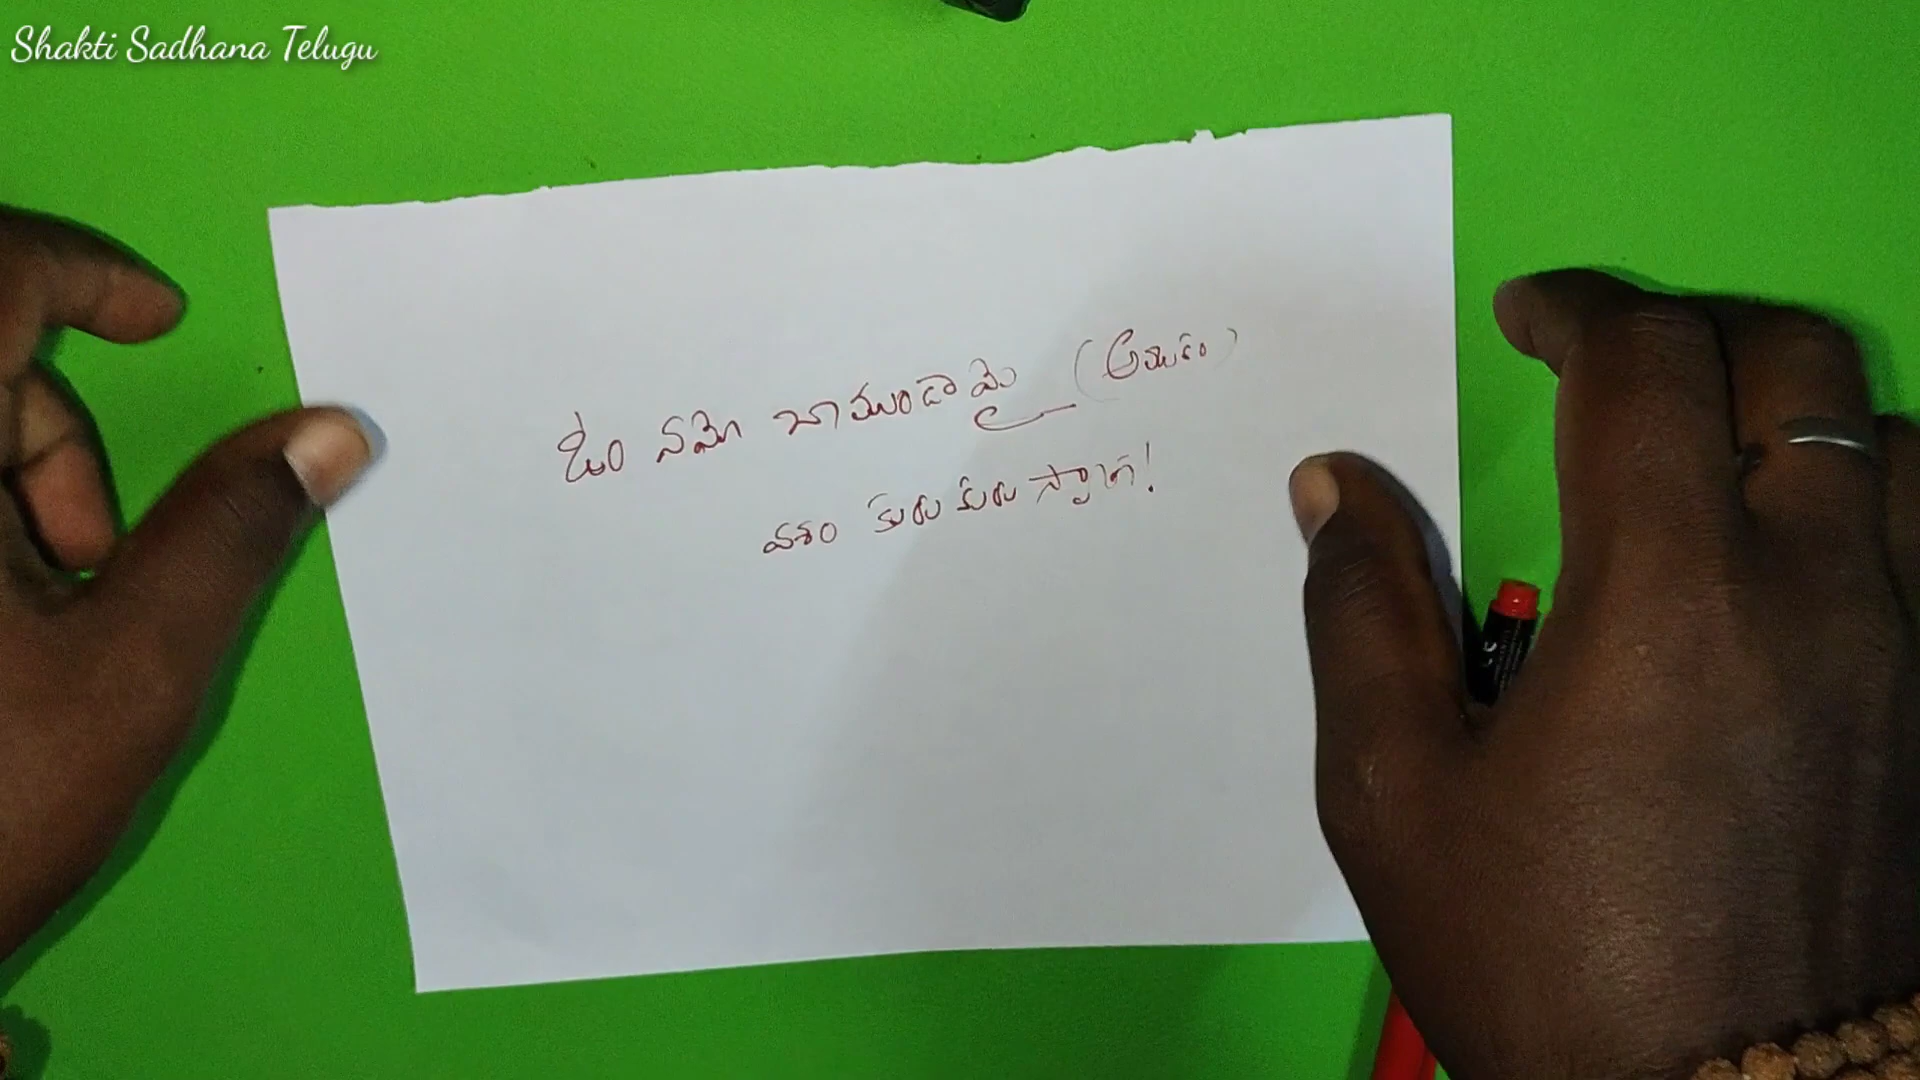 Shakti Sadhana Telugu
ఓం నమో చాముండాయై (అముకం)
వశం కురు కురు స్వాహా!